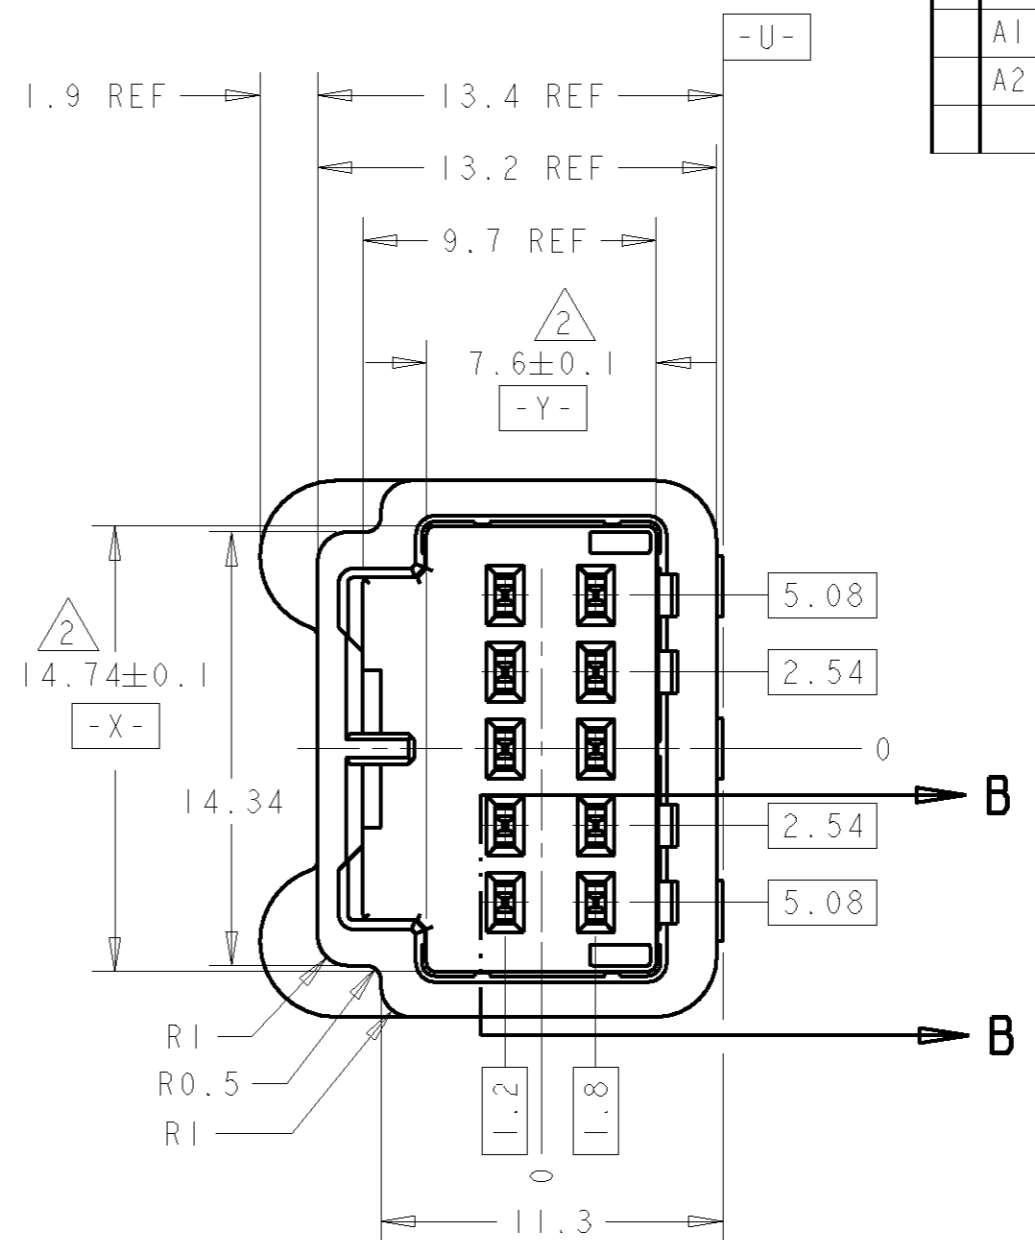 -U-
A1
A2
1.9 REF
13.4 REF
13.2 REF
9.7 REF
2
7.6±0.1
-Y-
2
14.74±0.1
-X-
14.34
5.08
2.54
0
B
2.54
5.08
B
R1
R0.5
R1
1.2
1.8
0
11.3